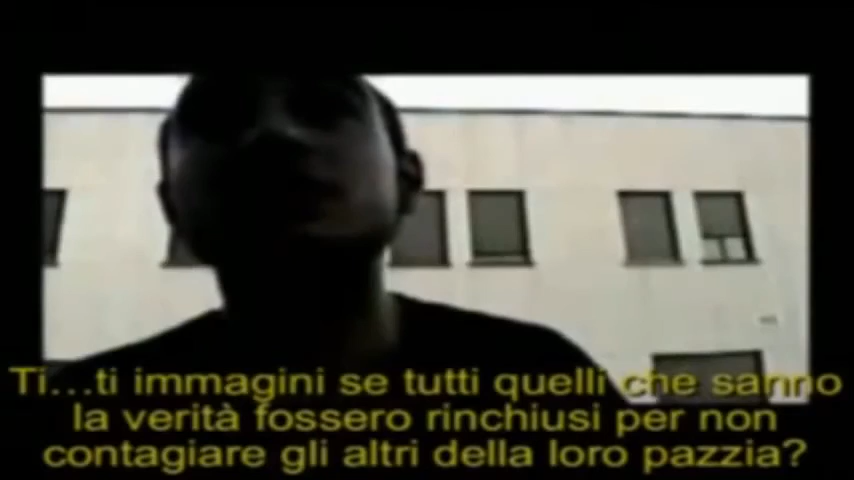 Ti...ti immagini se tutti quelli che sanno
la verità fossero rinchiusi per non
contagiare gli altri della loro pazzia?